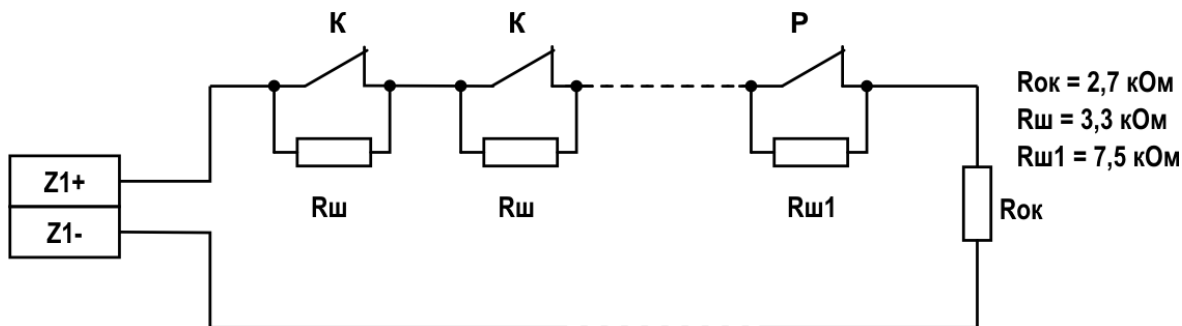 К
К
Р
Rок = 2,7 кОм
Rш = 3,3 кОм
Rш1 = 7,5 кОм
Z1+
Z1-
Rш
Rш
Rш1
Rок